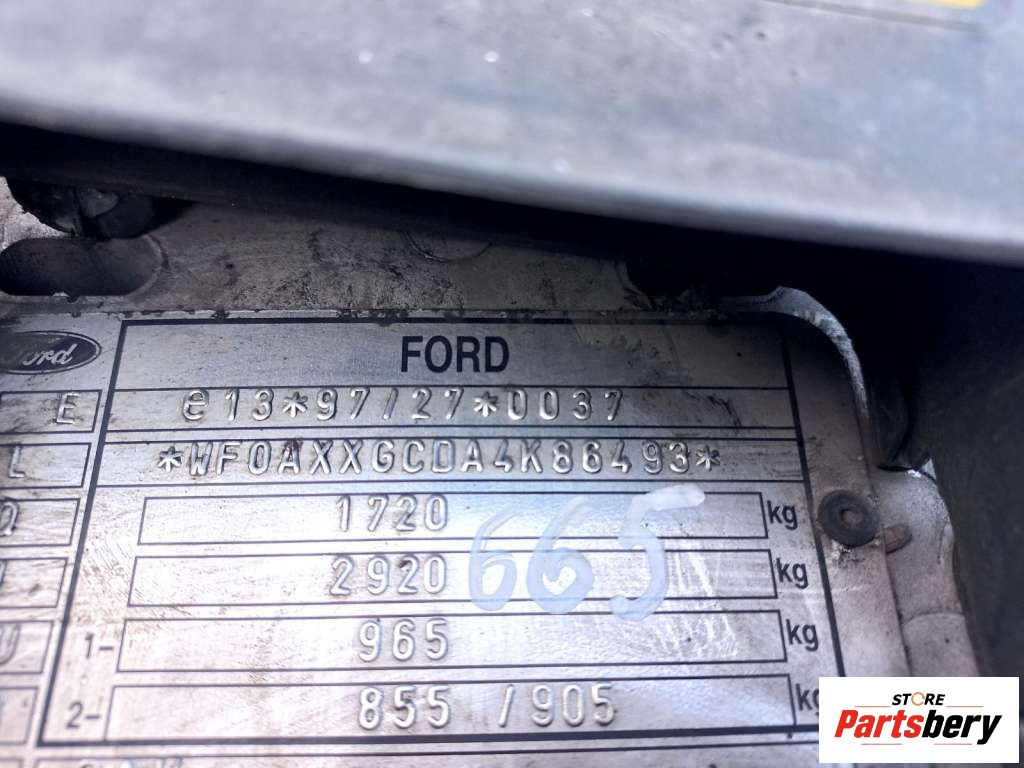 Ford
FORD
E e13*97/27*0037
L *WF0AXXGCDA4K86493*
1720 kg
2920 kg
665
1- 965 kg
2- 855 /905
STORE
Partsbery